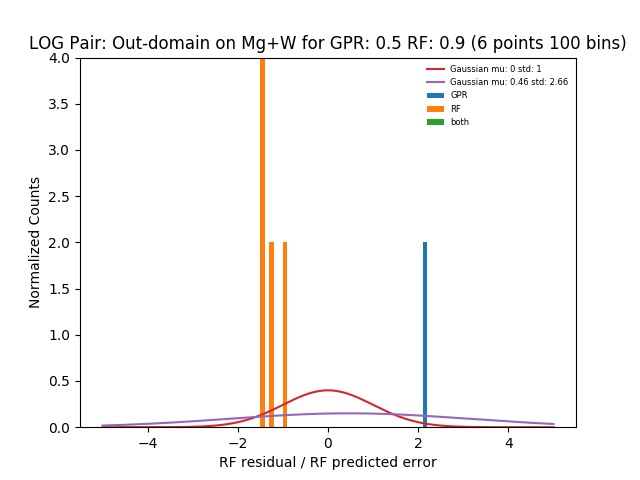 LOG Pair: Out-domain on Mg+W for GPR: 0.5 RF: 0.9 (6 points 100 bins)
Gaussian mu: 0 std: 1
Gaussian mu: 0.46 std: 2.66
GPR
RF
both
4.0
3.5
3.0
2.5
2.0
1.5
1.0
0.5
0.0
Normalized Counts
−4 −2 0 2 4
RF residual / RF predicted error